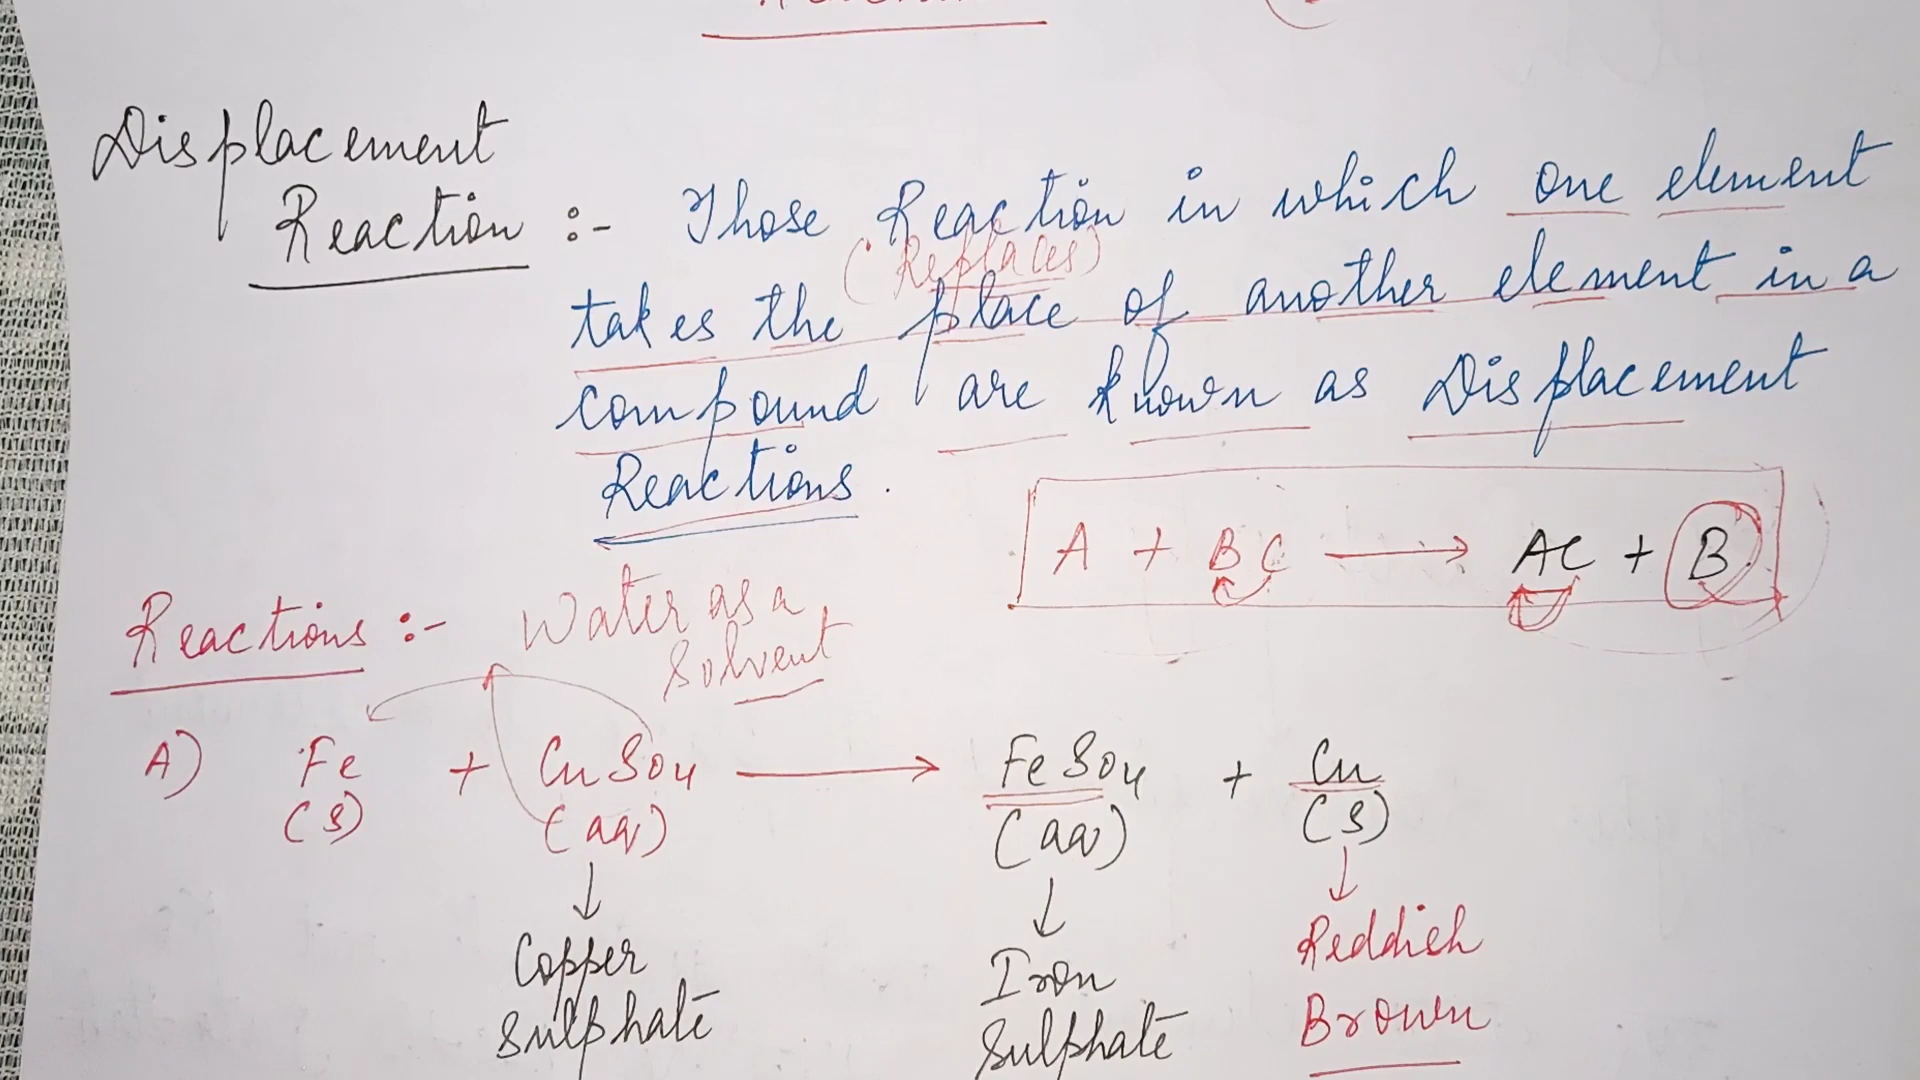 Displacement
Reaction :- Those Reaction in which one element
(Replaces)
takes the place of another element in a
compound are known as Displacement
Reactions.
A + BC → AC + B
Reactions :- Water as a
Solvent
A) Fe + CuSO4 → FeSO4 + Cu
(s) (aq) (aq) (s)
↓ ↓ ↓
Copper Iron Reddish
Sulphate Sulphate Brown